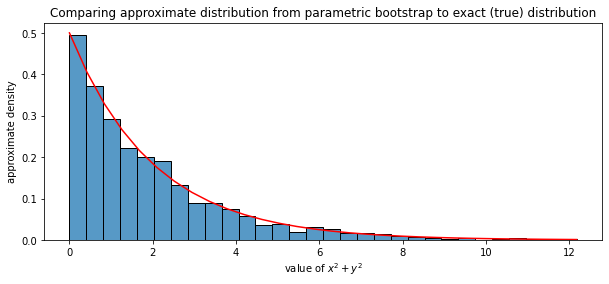 Comparing approximate distribution from parametric bootstrap to exact (true) distribution
0.5
0.4
0.3
0.2
0.1
0.0
approximate density
0 2 4 6 8 10 12
value of x² + y²